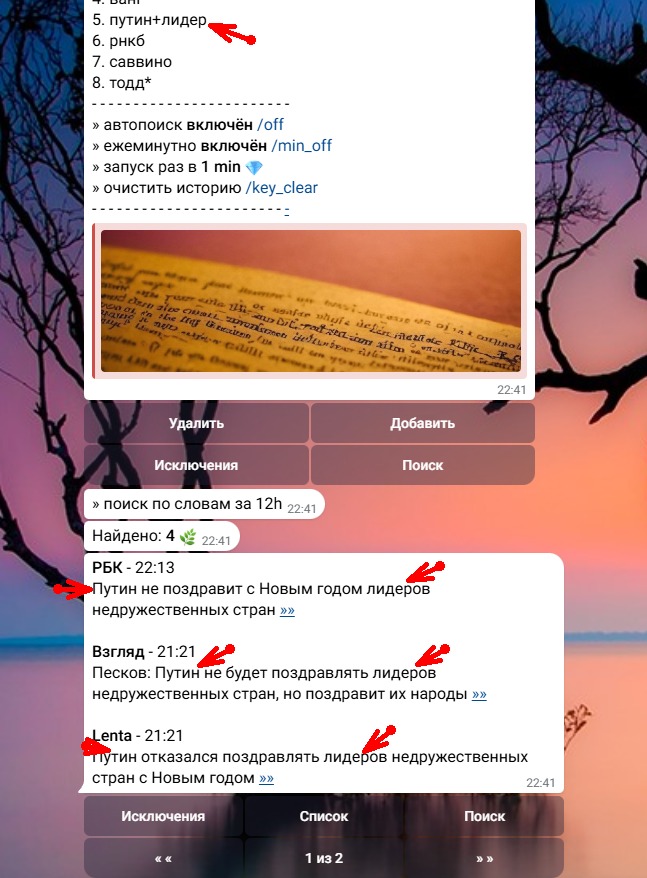 5. путин+лидер
6. рнкб
7. саввино
8. тодд*
- - - - - - - - - - - - - - - - - - - - - - - -
» автопоиск включён /off
» ежеминутно включён /min_off
» запуск раз в 1 min 💎
» очистить историю /key_clear
- - - - - - - - - - - - - - - - - - - - - - - -
22:41
Удалить Добавить
Исключения Поиск
» поиск по словам за 12h 22:41
Найдено: 4 🌿 22:41
РБК - 22:13
Путин не поздравит с Новым годом лидеров
недружественных стран »»
Взгляд - 21:21
Песков: Путин не будет поздравлять лидеров
недружественных стран, но поздравит их народы »»
Lenta - 21:21
Путин отказался поздравлять лидеров недружественных
стран с Новым годом »»
22:41
Исключения Список Поиск
« « 1 из 2 » »